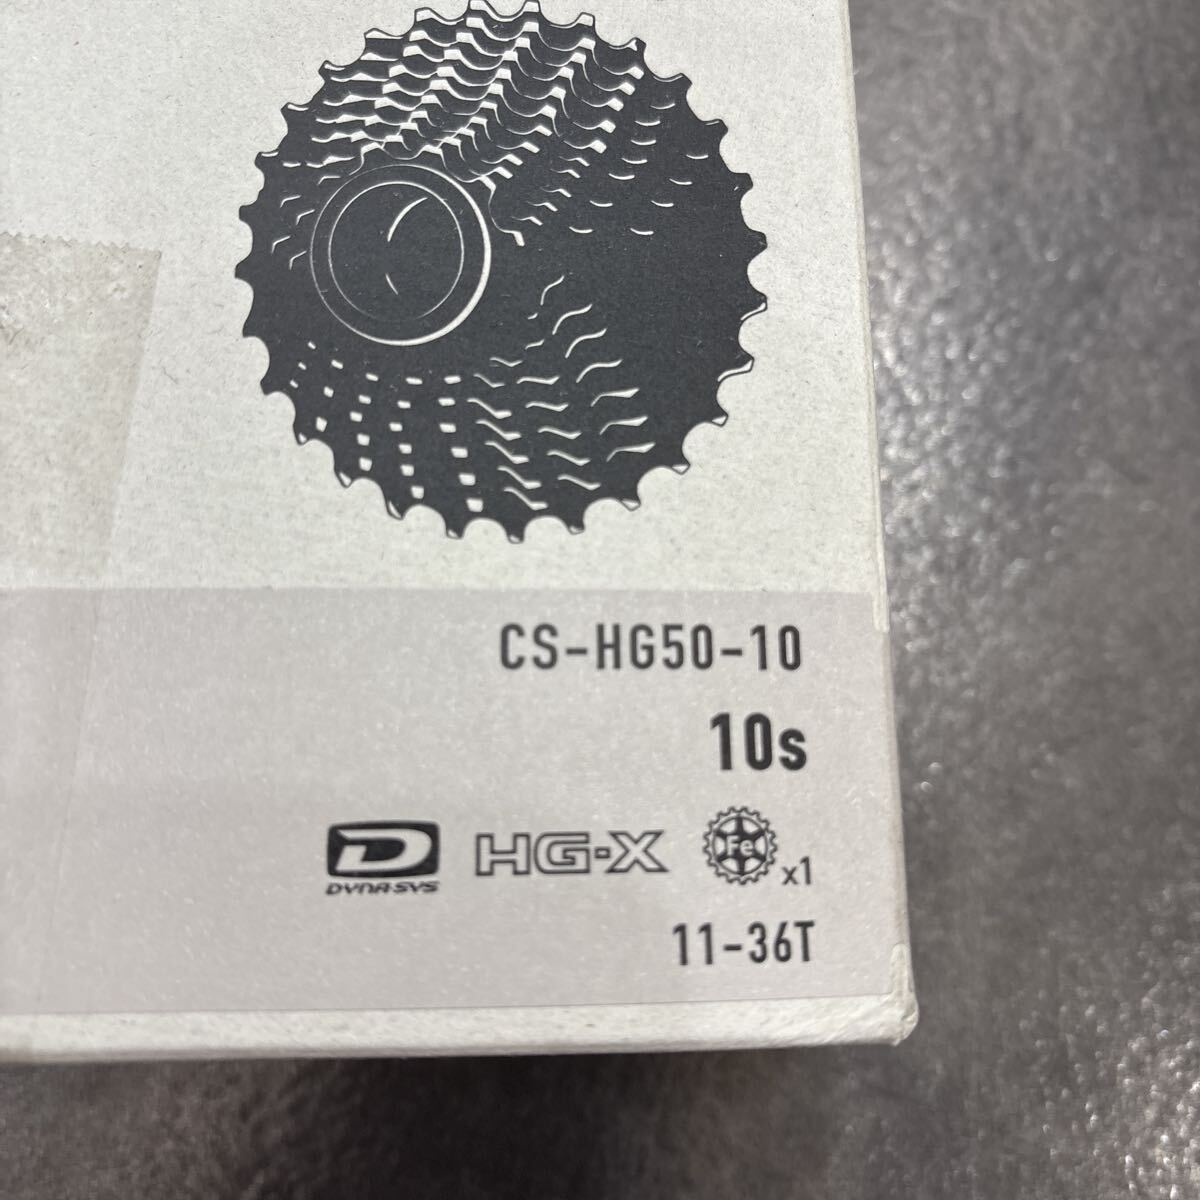 CS-HG50-10
10s
D DYNA-SYS HG-X Fe x1
11-36T